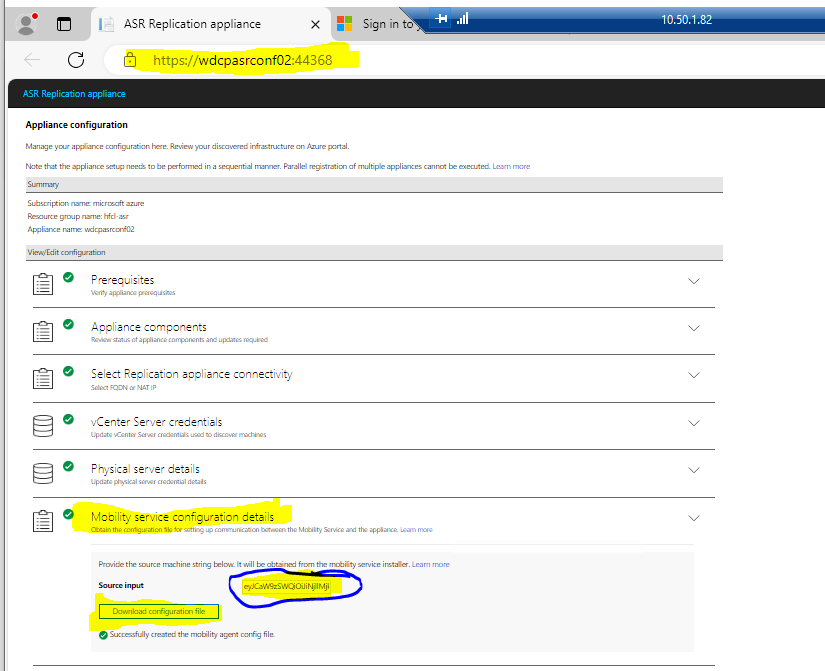 ASR Replication appliance
Sign in to
10.50.1.82
https://wdcpasrconf02:44368
ASR Replication appliance
Appliance configuration
Manage your appliance configuration here. Review your discovered infrastructure on Azure portal.
Note that the appliance setup needs to be performed in a sequential manner. Parallel registration of multiple appliances cannot be executed. Learn more
Summary
Subscription name: microsoft azure
Resource group name: hfcl-asr
Appliance name: wdcpasrconf02
View/Edit configuration
Prerequisites
Verify appliance prerequisites
Appliance components
Review status of appliance components and updates required
Select Replication appliance connectivity
Select FQDN or NAT IP
vCenter Server credentials
Update vCenter Server credentials used to discover machines
Physical server details
Update physical server credential details
Mobility service configuration details
Obtain the configuration file for setting up communication between the Mobility Service and the appliance. Learn more
Provide the source machine string below. It will be obtained from the mobility service installer. Learn more
Source input
Download configuration file
Successfully created the mobility agent config file.